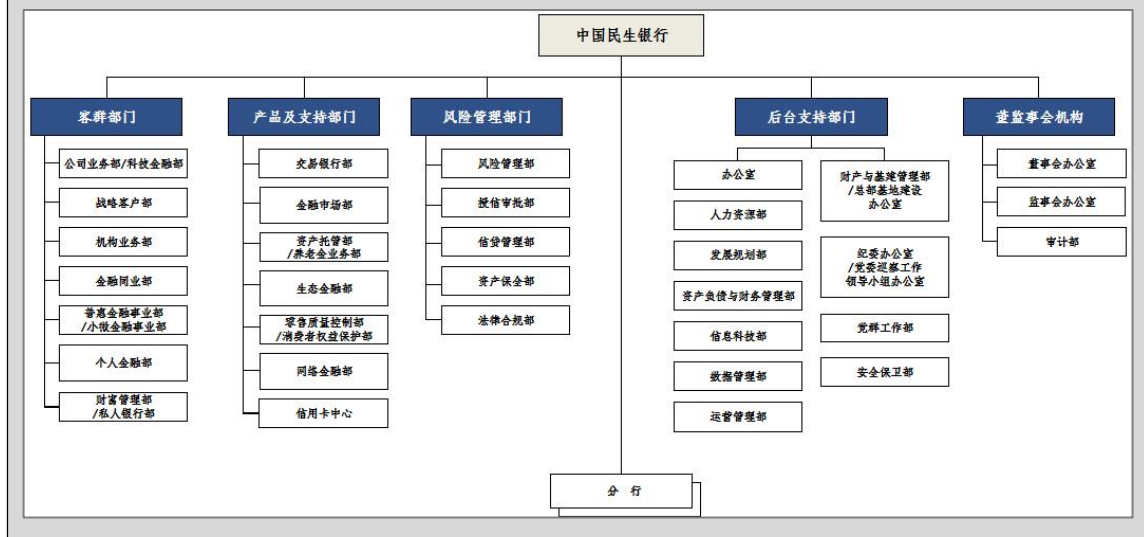 中国民生银行
客群部门
公司业务部/科技金融部
战略客户部
机构业务部
金融同业部
普惠金融事业部
/小微金融事业部
个人金融部
财富管理部
/私人银行部
产品及支持部门
交易银行部
金融市场部
资产托管部
/养老金业务部
生态金融部
零售质量控制部
/消费者权益保护部
网络金融部
信用卡中心
风险管理部门
风险管理部
授信审批部
信贷管理部
资产保全部
法律合规部
后台支持部门
办公室
人力资源部
发展规划部
资产负债与财务管理部
信息科技部
数据管理部
运营管理部
财产与基建管理部
/总部基地建设
办公室
纪委办公室
/党委巡察工作
领导小组办公室
党群工作部
安全保卫部
董监事会机构
董事会办公室
监事会办公室
审计部
分 行